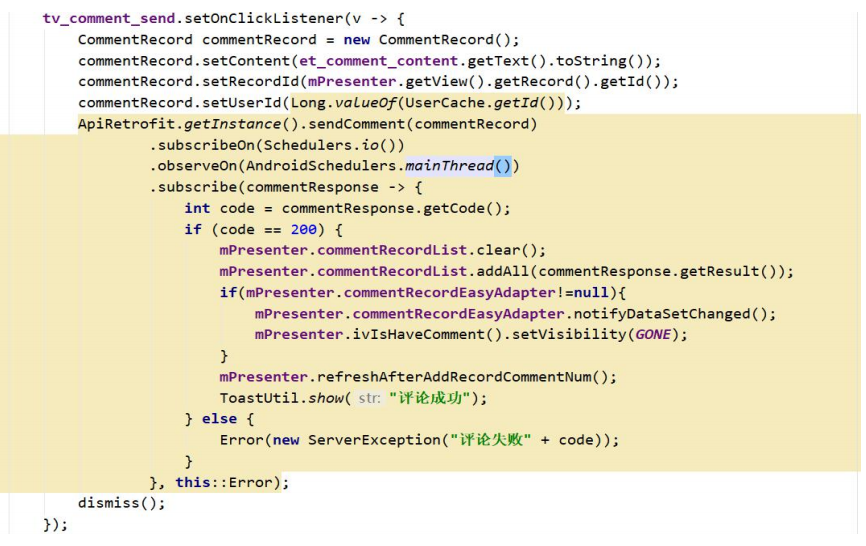 tv_comment_send.setOnClickListener(v -> {
    CommentRecord commentRecord = new CommentRecord();
    commentRecord.setContent(et_comment_content.getText().toString());
    commentRecord.setRecordId(mPresenter.getView().getRecord().getId());
    commentRecord.setUserId(Long.valueOf(UserCache.getId()));
    ApiRetrofit.getInstance().sendComment(commentRecord)
            .subscribeOn(Schedulers.io())
            .observeOn(AndroidSchedulers.mainThread())
            .subscribe(commentResponse -> {
                int code = commentResponse.getCode();
                if (code == 200) {
                    mPresenter.commentRecordList.clear();
                    mPresenter.commentRecordList.addAll(commentResponse.getResult());
                    if(mPresenter.commentRecordEasyAdapter!=null){
                        mPresenter.commentRecordEasyAdapter.notifyDataSetChanged();
                        mPresenter.ivIsHaveComment().setVisibility(GONE);
                    }
                    mPresenter.refreshAfterAddRecordCommentNum();
                    ToastUtil.show( str: "评论成功");
                } else {
                    Error(new ServerException("评论失败" + code));
                }
            }, this::Error);
    dismiss();
});